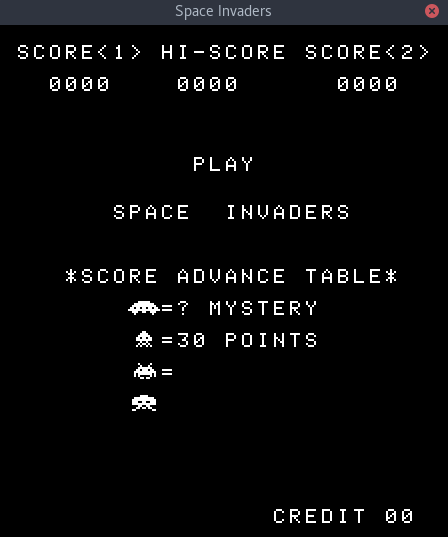 Space Invaders
SCORE<1> HI-SCORE SCORE<2>
0000 0000 0000
PLAY
SPACE INVADERS
*SCORE ADVANCE TABLE*
=? MYSTERY
=30 POINTS
=
CREDIT 00